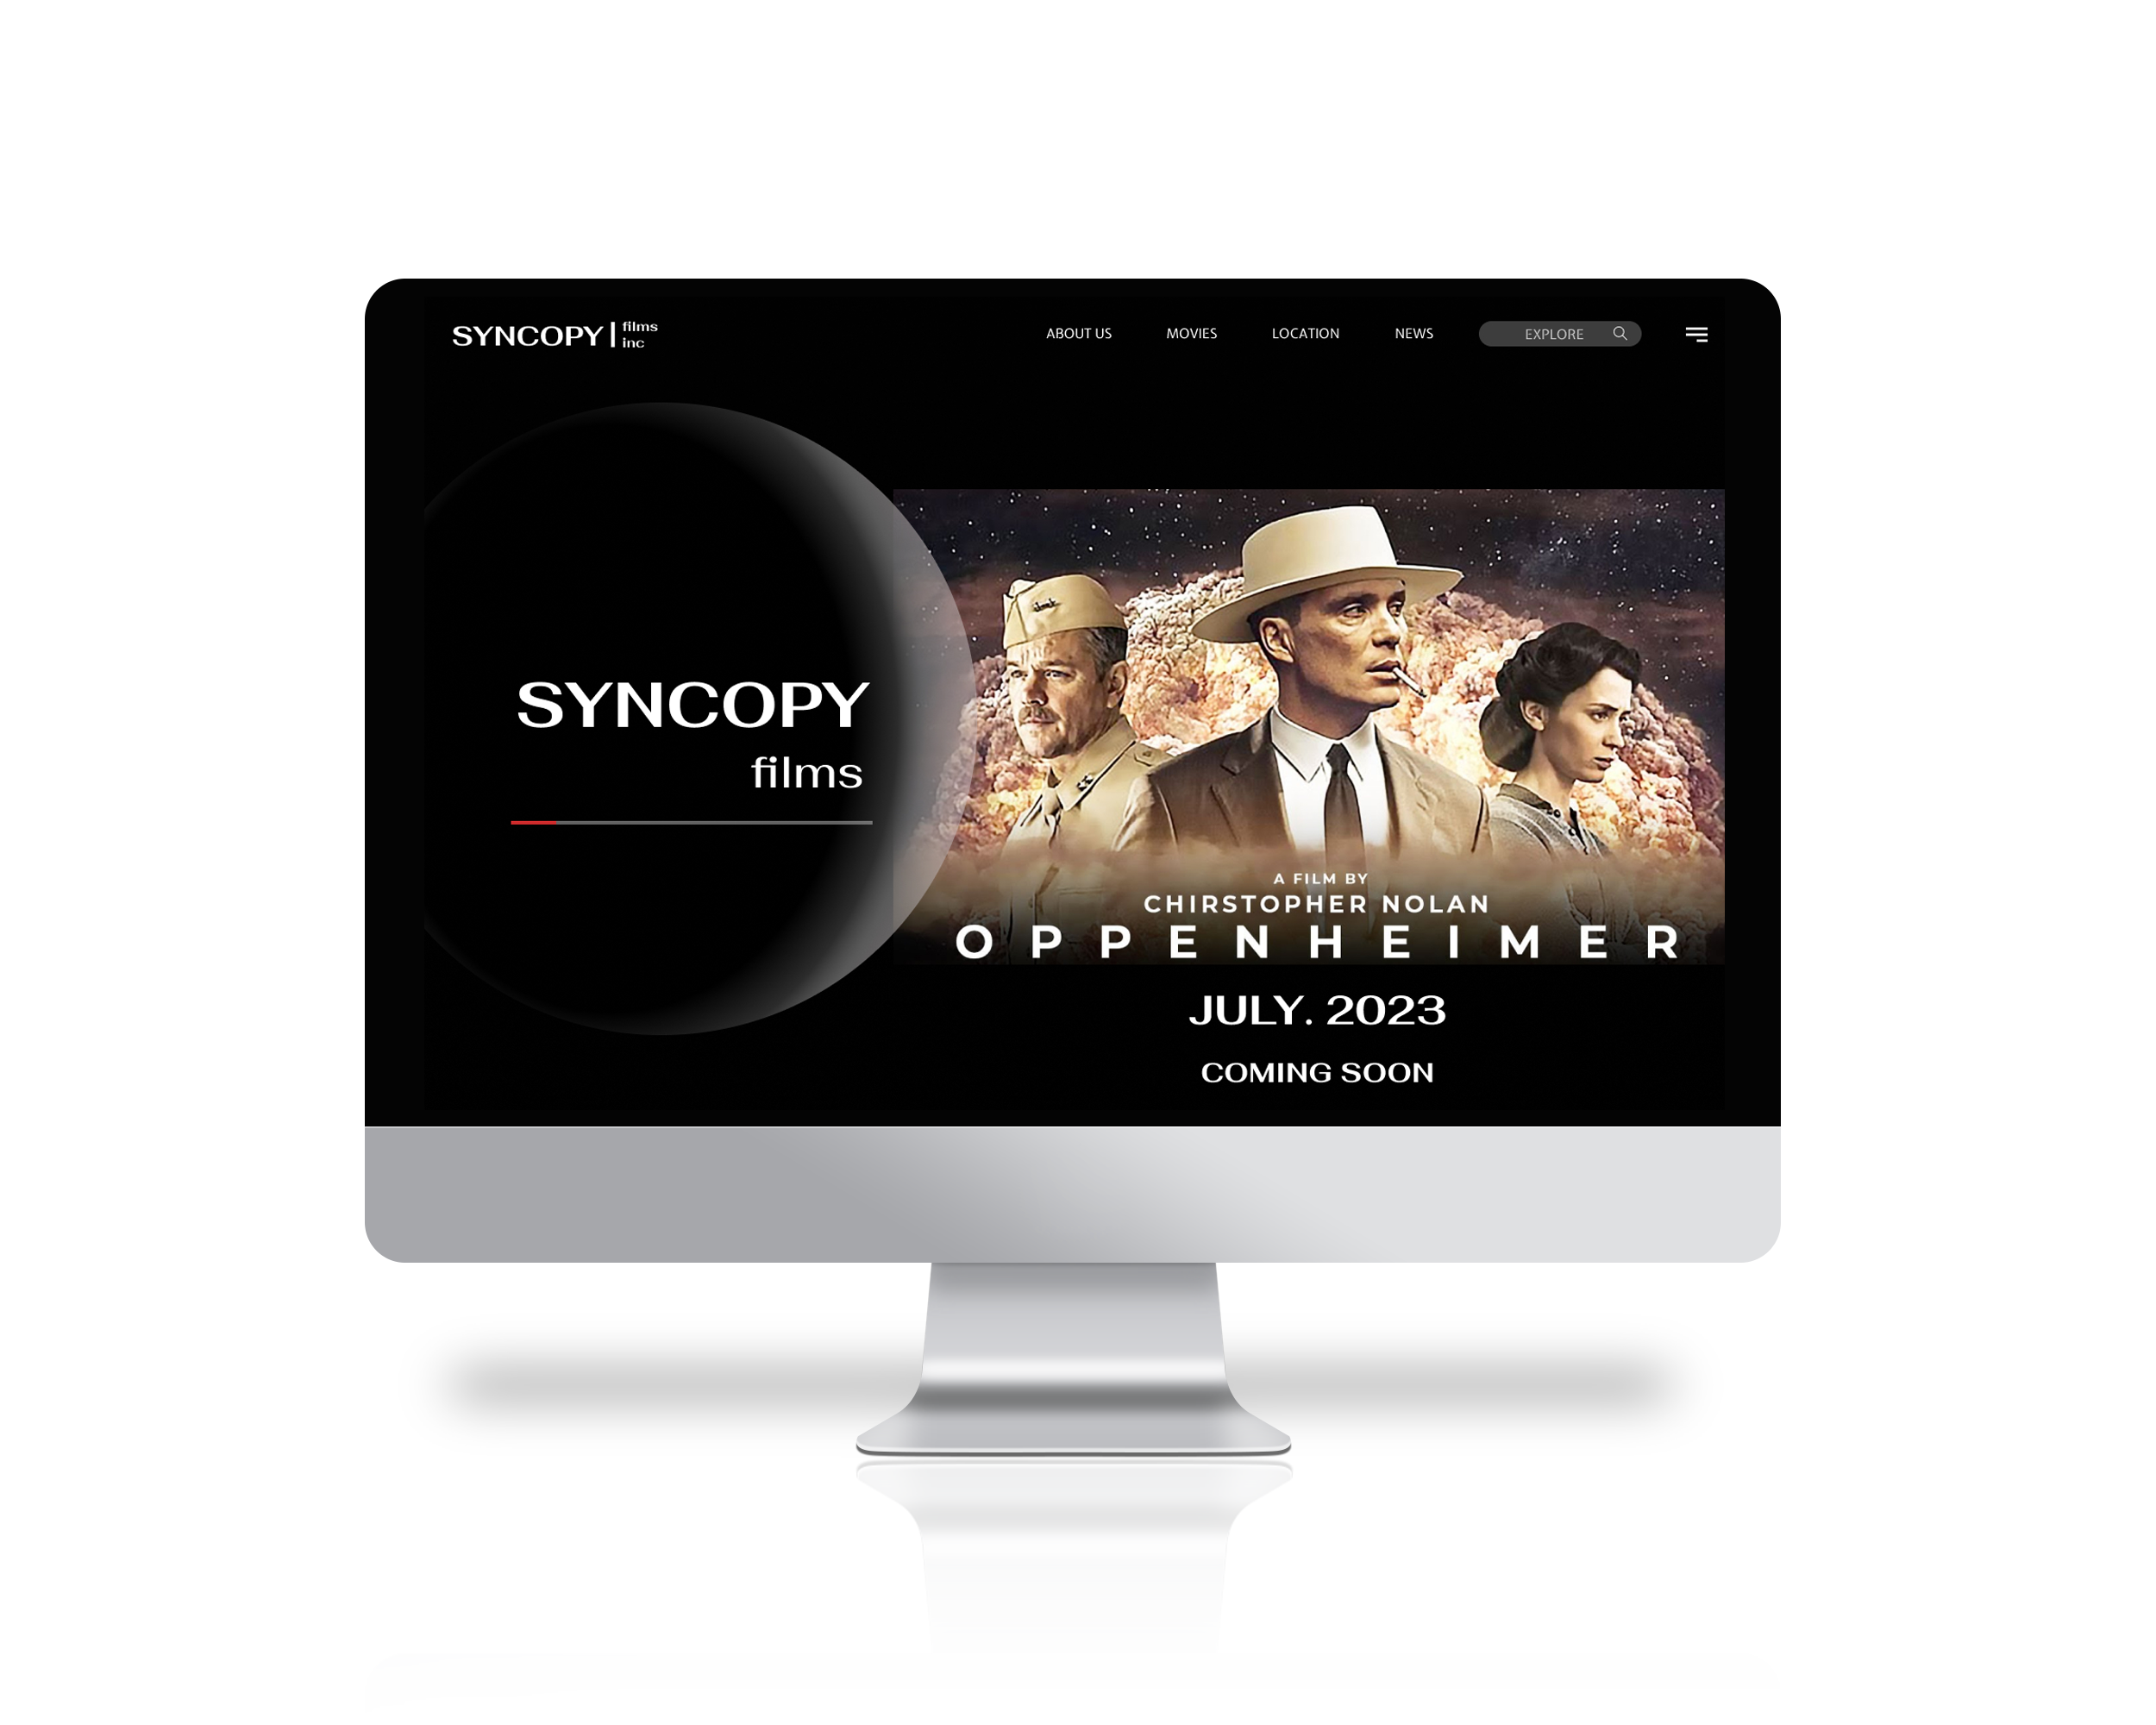 SYNCOPY | films
inc
ABOUT US
MOVIES
LOCATION
NEWS
EXPLORE
SYNCOPY
films
A FILM BY
CHIRSTOPHER NOLAN
OPPENHEIMER
JULY. 2023
COMING SOON